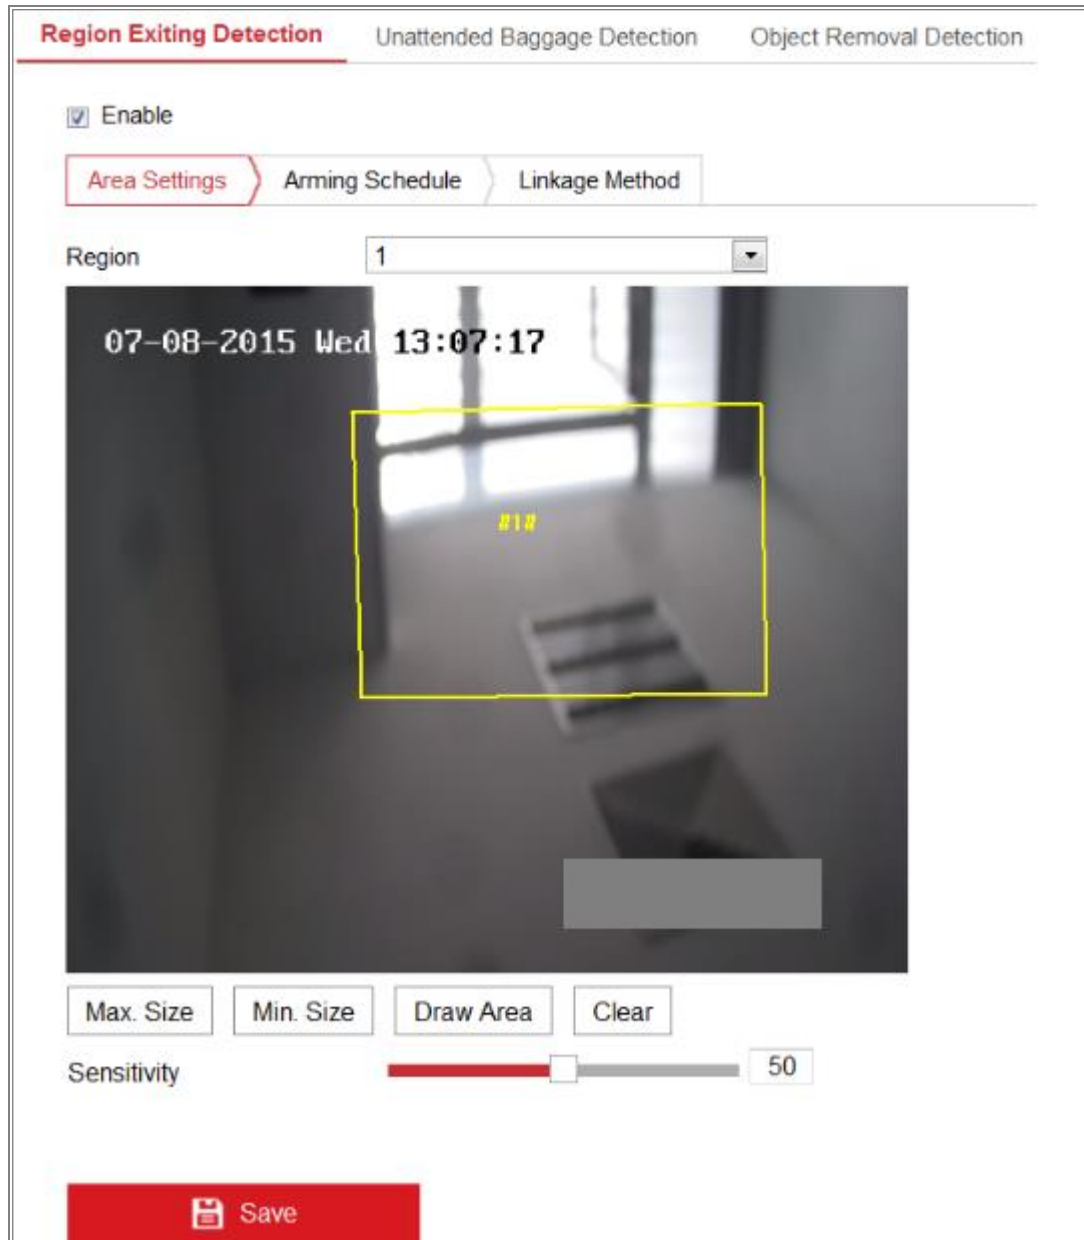 Region Exiting Detection Unattended Baggage Detection Object Removal Detection
Enable
Area Settings Arming Schedule Linkage Method
Region 1
07-08-2015 Wed 13:07:17
#1#
Max. Size Min. Size Draw Area Clear
Sensitivity 50
Save